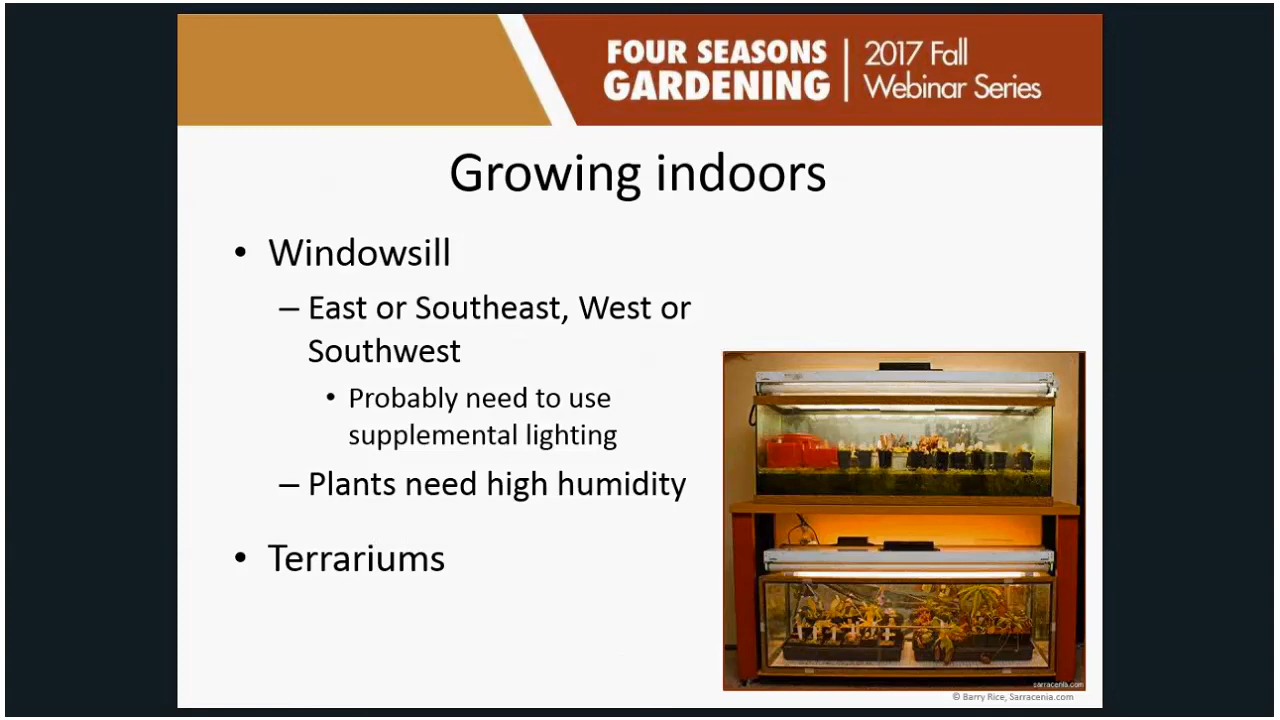 FOUR SEASONS
GARDENING
2017 Fall
Webinar Series
Growing indoors
• Windowsill
– East or Southeast, West or
Southwest
• Probably need to use
supplemental lighting
– Plants need high humidity
• Terrariums
sarracenia.com
© Barry Rice, Sarracenia.com